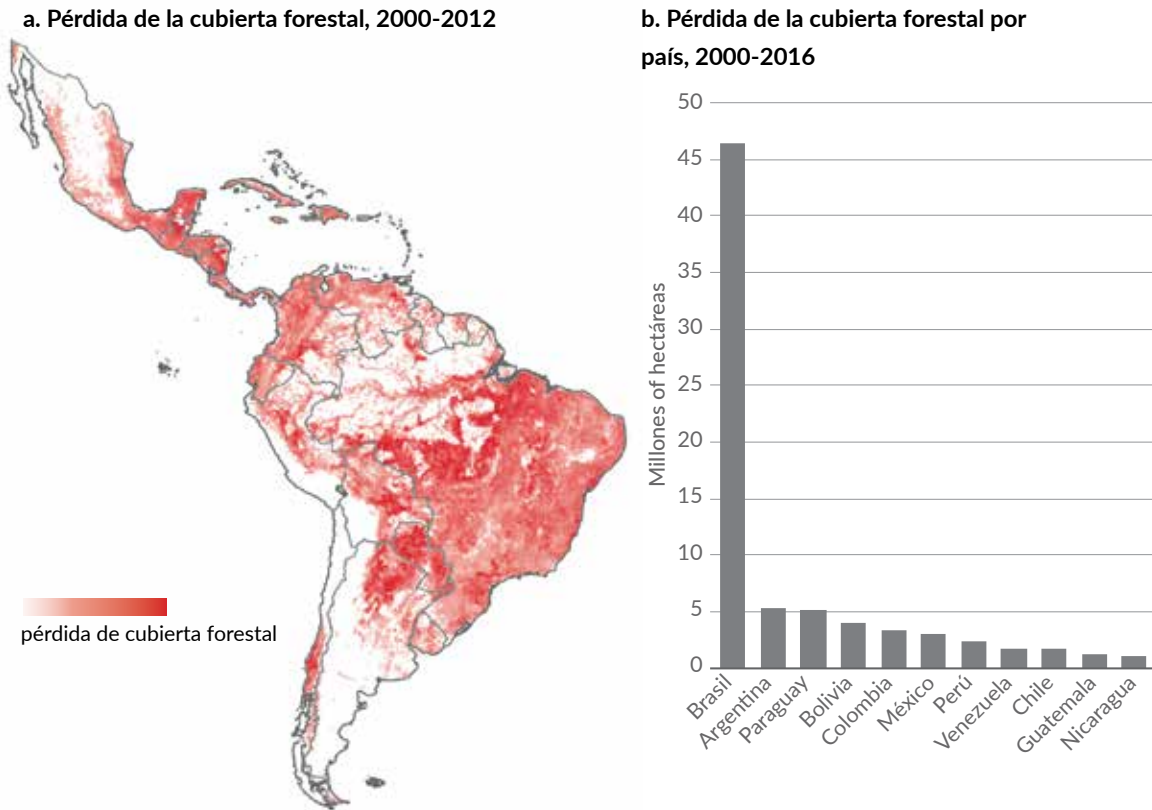 a. Pérdida de la cubierta forestal, 2000-2012
pérdida de cubierta forestal
b. Pérdida de la cubierta forestal por
país, 2000-2016
Millones of hectáreas
50
45
40
35
30
25
20
15
10
5
0
Brasil
Argentina
Paraguay
Bolivia
Colombia
México
Perú
Venezuela
Chile
Guatemala
Nicaragua